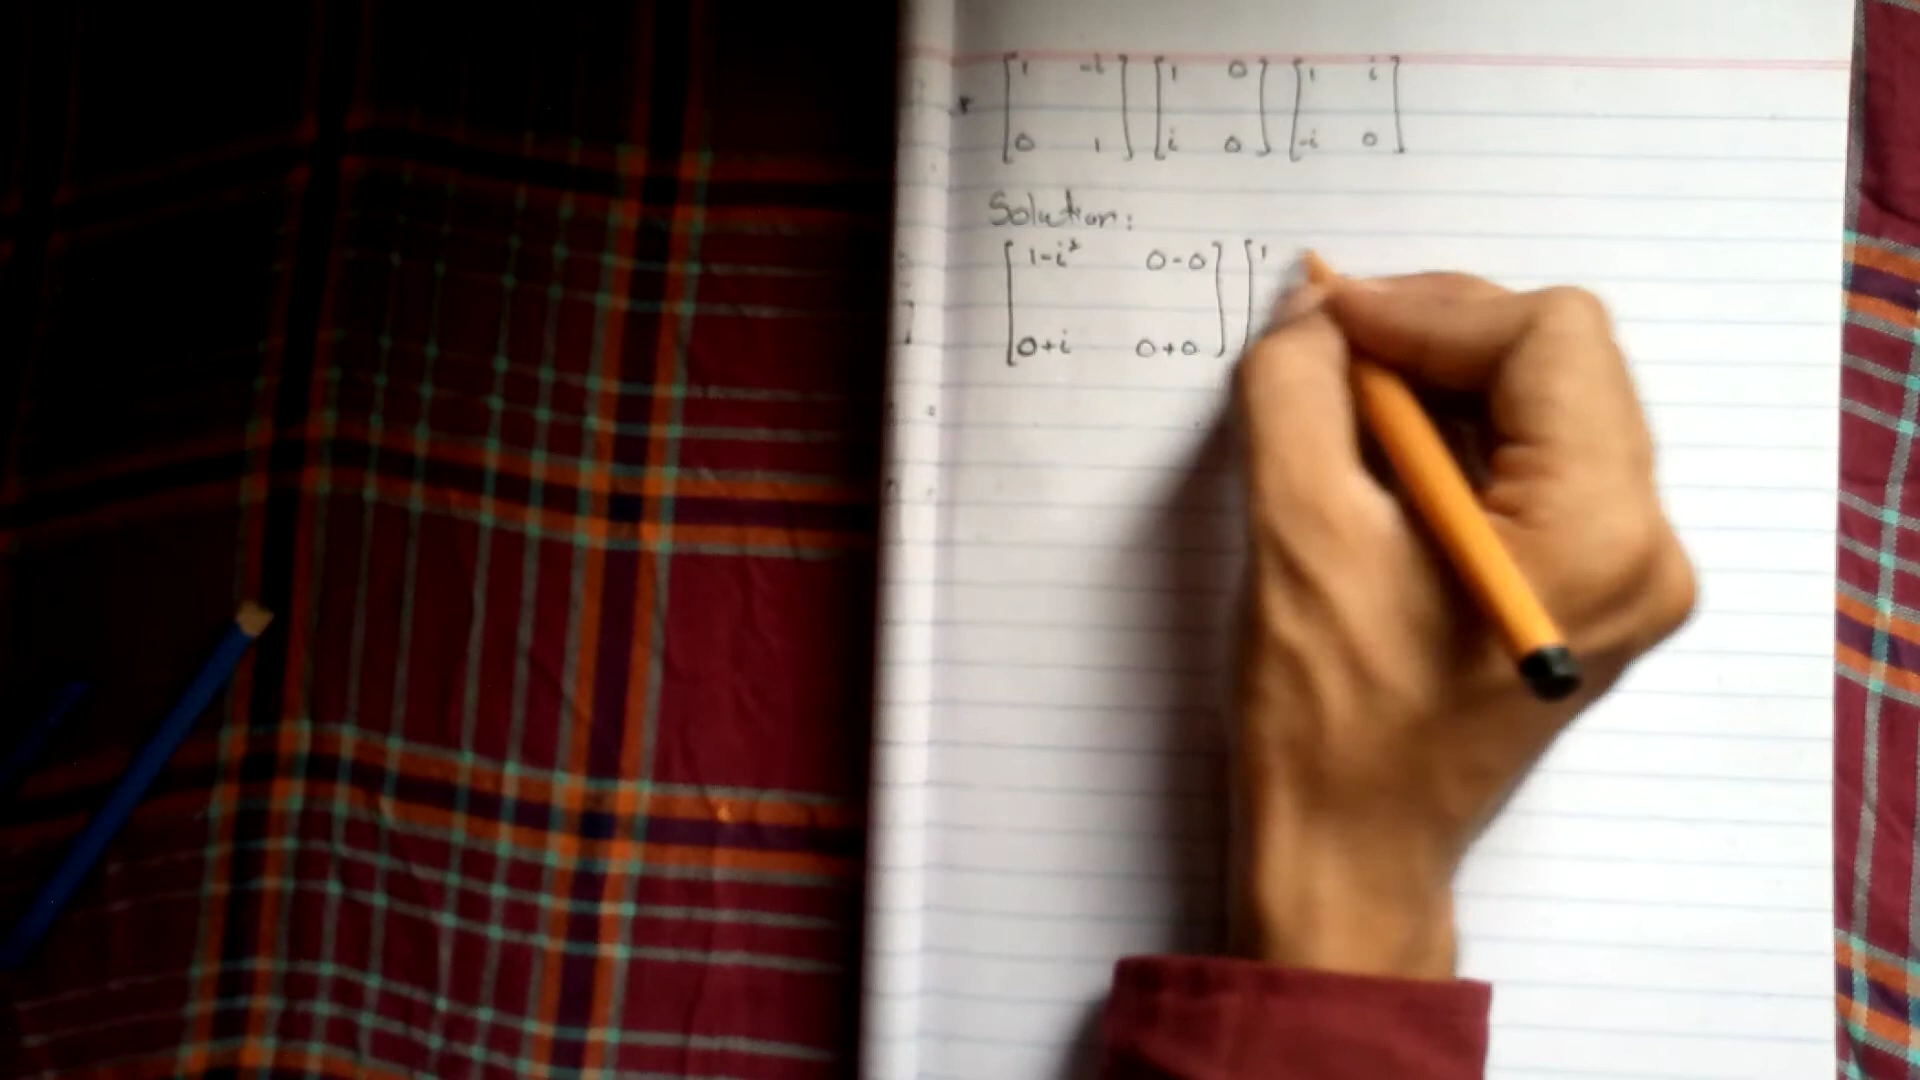 [1 -i] [1 0] [1 i]
[0 1] [i 0] [-i 0]
Solution:
[1-i² 0-0] [1
[0+i 0+0] [